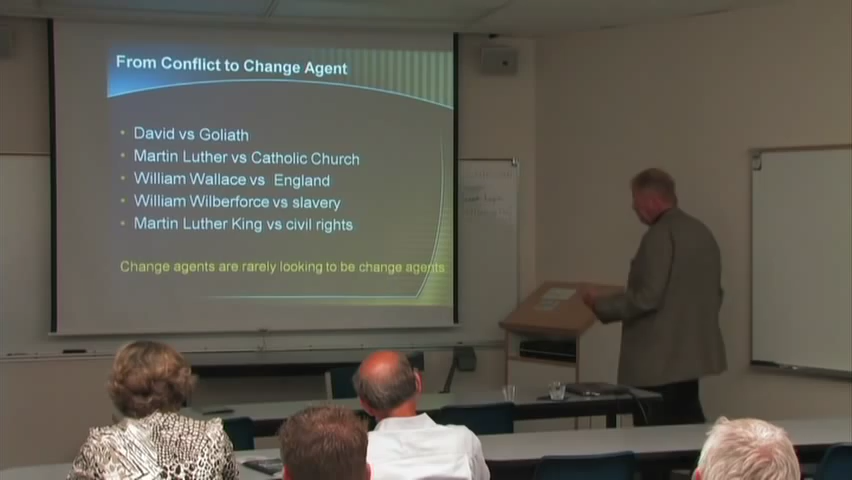 From Conflict to Change Agent
David vs Goliath
Martin Luther vs Catholic Church
William Wallace vs England
William Wilberforce vs slavery
Martin Luther King vs civil rights
Change agents are rarely looking to be change agents